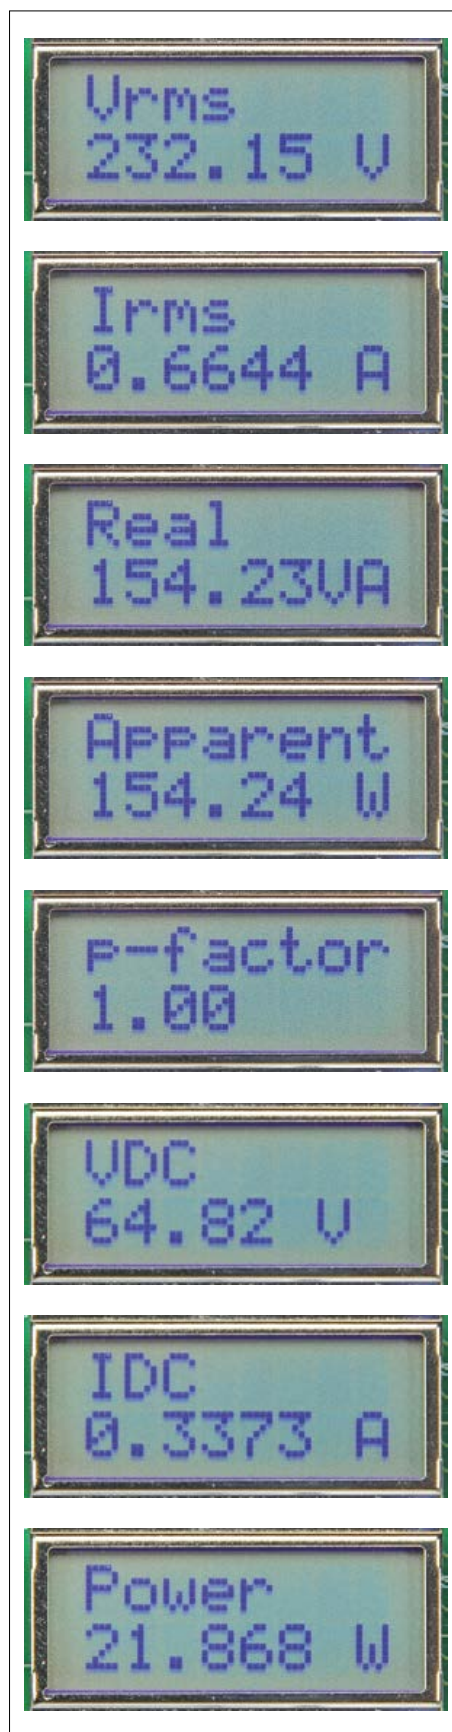 Vrms
232.15 V
Irms
0.6644 A
Real
154.23VA
Apparent
154.24 W
p-factor
1.00
VDC
64.82 V
IDC
0.3373 A
Power
21.868 W